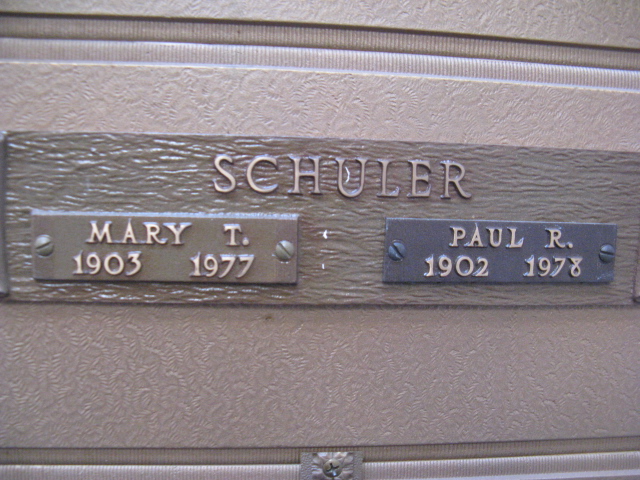 SCHULER
MARY T.
1903 1977
PAUL R.
1902 1978